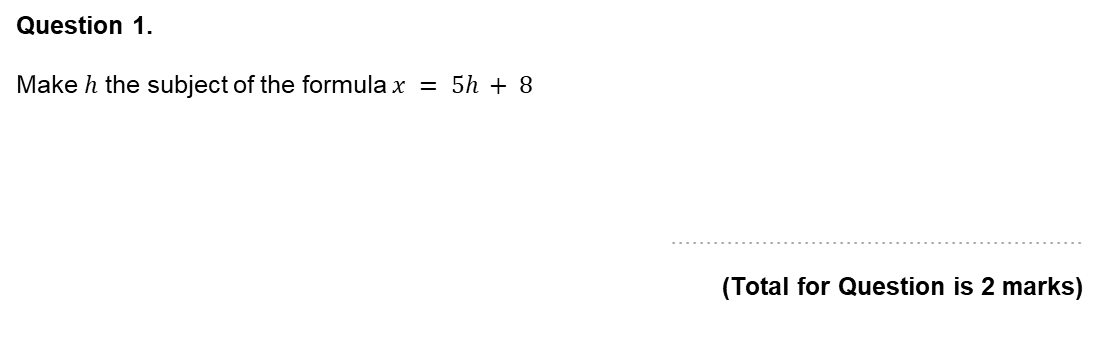 Question 1.
Make h the subject of the formula x = 5h + 8
(Total for Question is 2 marks)